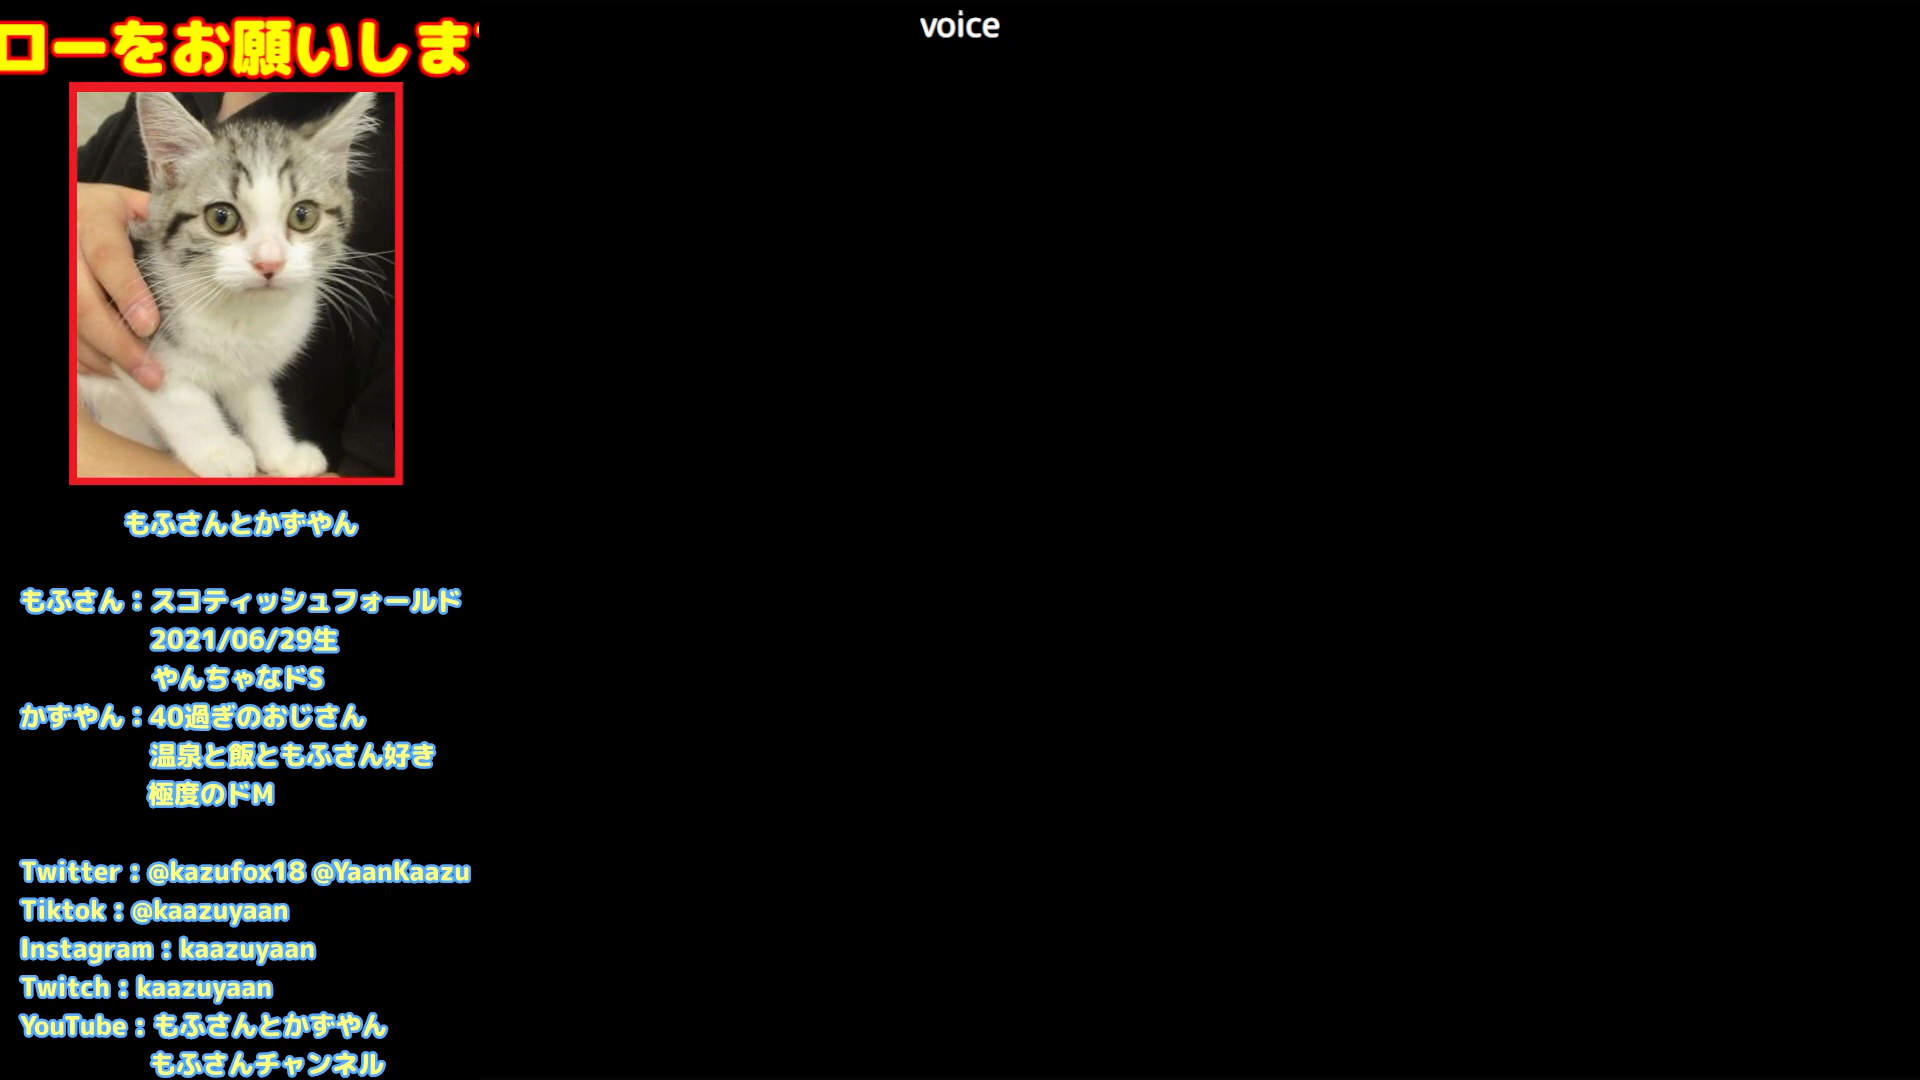 ローをお願いしま
voice
もふさんとかずやん
もふさん：スコティッシュフォールド
2021/06/29生
やんちゃなドS
かずやん：40過ぎのおじさん
温泉と飯ともふさん好き
極度のドM
Twitter：@kazufox18 @YaanKaazu
Tiktok：@kaazuyaan
Instagram：kaazuyaan
Twitch：kaazuyaan
YouTube：もふさんとかずやん
もふさんチャンネル